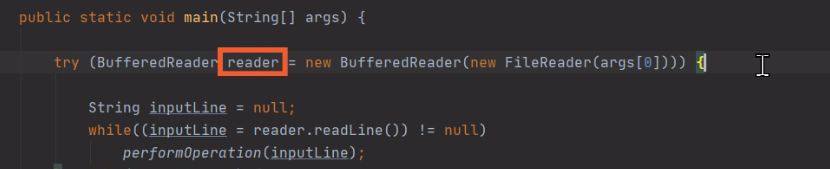 public static void main(String[] args) {
try (BufferedReader reader = new BufferedReader(new FileReader(args[0]))) {
String inputLine = null;
while((inputLine = reader.readLine()) != null)
performOperation(inputLine);